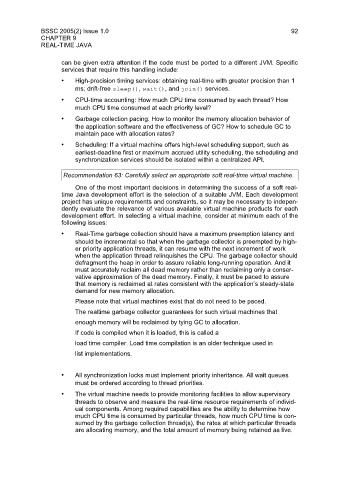 BSSC 2005(2) Issue 1.0 92
CHAPTER 9
REAL-TIME JAVA
can be given extra attention if the code must be ported to a different JVM. Specific
services that require this handling include:
• High-precision timing services: obtaining real-time with greater precision than 1
ms; drift-free sleep(), wait(), and join() services.
• CPU-time accounting: How much CPU time consumed by each thread? How
much CPU time consumed at each priority level?
• Garbage collection pacing: How to monitor the memory allocation behavior of
the application software and the effectiveness of GC? How to schedule GC to
maintain pace with allocation rates?
• Scheduling: If a virtual machine offers high-level scheduling support, such as
earliest-deadline first or maximum accrued utility scheduling, the scheduling and
synchronization services should be isolated within a centralized API.
Recommendation 63: Carefully select an appropriate soft real-time virtual machine.
One of the most important decisions in determining the success of a soft real-
time Java development effort is the selection of a suitable JVM. Each development
project has unique requirements and constraints, so it may be necessary to indepen-
dently evaluate the relevance of various available virtual machine products for each
development effort. In selecting a virtual machine, consider at minimum each of the
following issues:
• Real-Time garbage collection should have a maximum preemption latency and
should be incremental so that when the garbage collector is preempted by high-
er priority application threads, it can resume with the next increment of work
when the application thread relinquishes the CPU. The garbage collector should
defragment the heap in order to assure reliable long-running operation. And it
must accurately reclaim all dead memory rather than reclaiming only a conser-
vative approximation of the dead memory. Finally, it must be paced to assure
that memory is reclaimed at rates consistent with the application's steady-state
demand for new memory allocation.
Please note that virtual machines exist that do not need to be paced.
The realtime garbage collector guarantees for such virtual machines that
enough memory will be reclaimed by tying GC to allocation.
If code is compiled when it is loaded, this is called a
load time compiler. Load time compilation is an older technique used in
list implementations.
• All synchronization locks must implement priority inheritance. All wait queues
must be ordered according to thread priorities.
• The virtual machine needs to provide monitoring facilities to allow supervisory
threads to observe and measure the real-time resource requirements of individ-
ual components. Among required capabilities are the ability to determine how
much CPU time is consumed by particular threads, how much CPU time is con-
sumed by the garbage collection thread(s), the rates at which particular threads
are allocating memory, and the total amount of memory being retained as live.